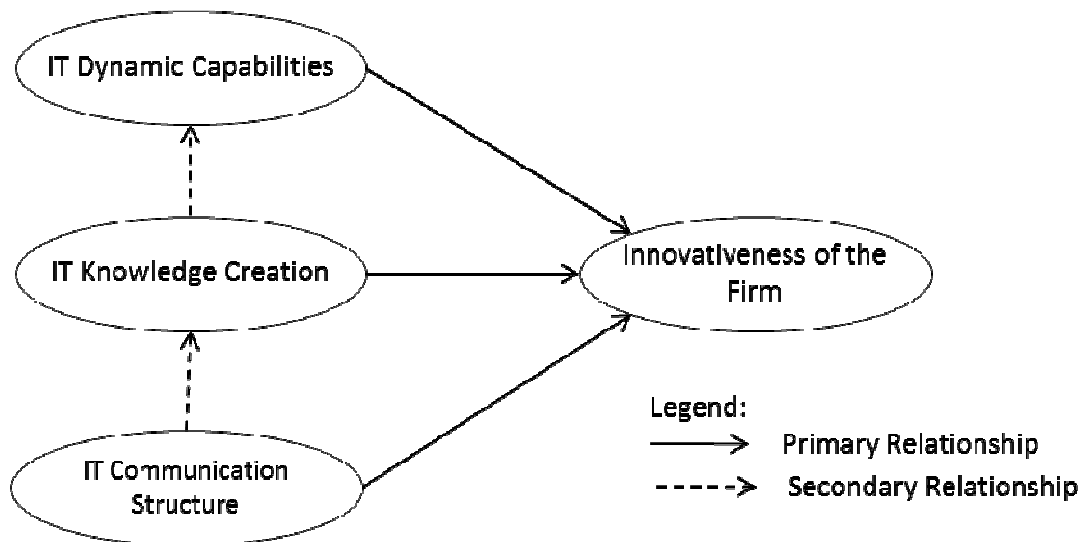 IT Dynamic Capabilities
IT Knowledge Creation
Innovativeness of the
Firm
IT Communication
Structure
Legend:
Primary Relationship
Secondary Relationship